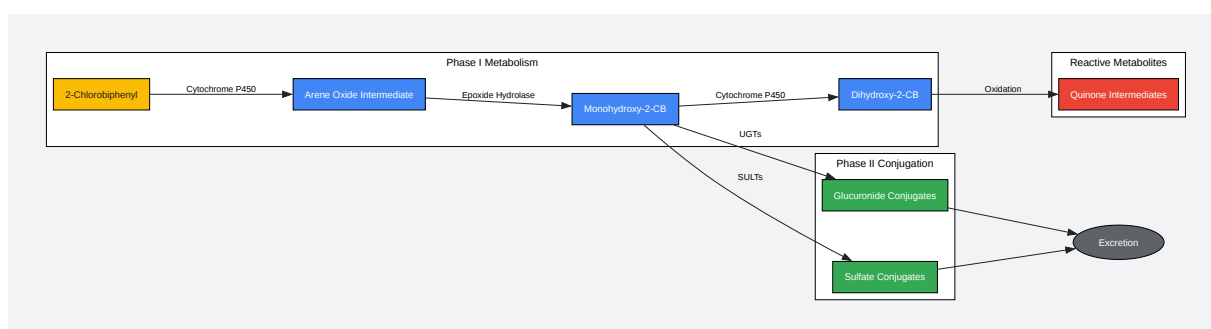 Phase I Metabolism
Reactive Metabolites
2-Chlorobiphenyl
Cytochrome P450
Arene Oxide Intermediate
Epoxide Hydrolase
Monohydroxy-2-CB
Cytochrome P450
Dihydroxy-2-CB
Oxidation
Quinone Intermediates
UGTs
SULTs
Phase II Conjugation
Glucuronide Conjugates
Sulfate Conjugates
Excretion